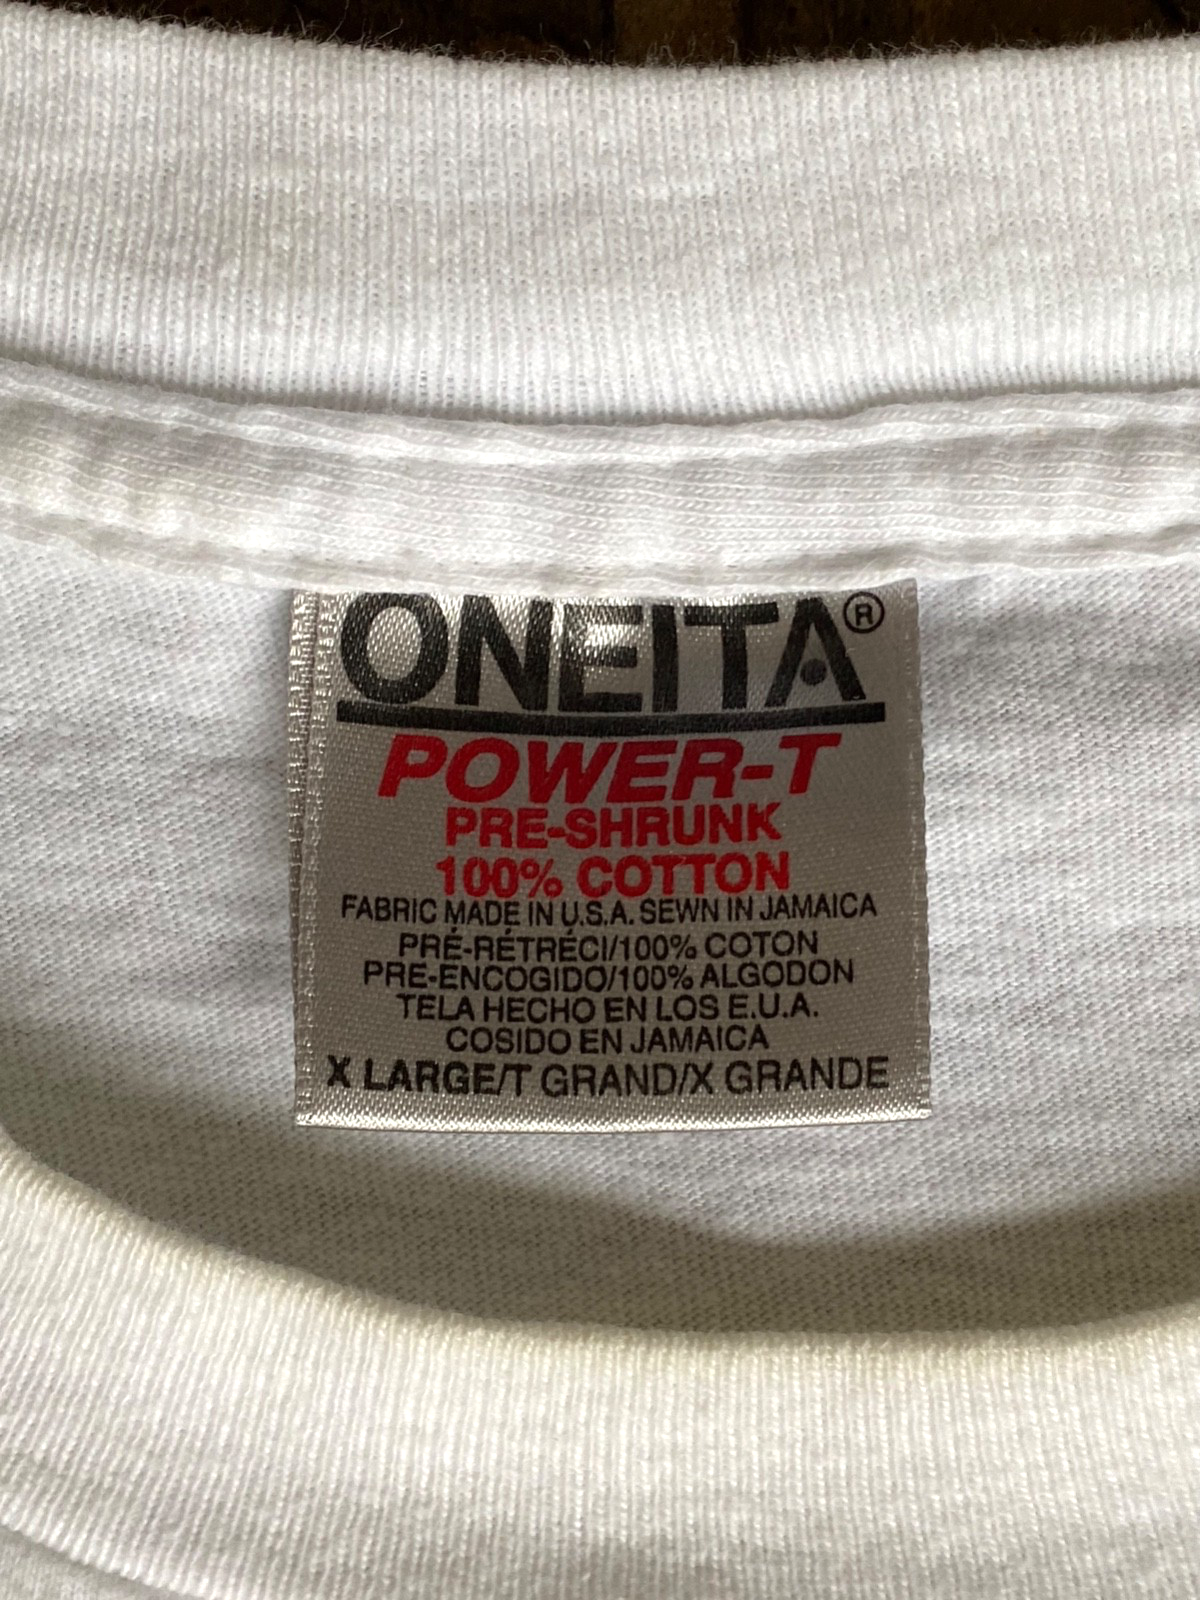 ONEITA®
POWER-T
PRE-SHRUNK
100% COTTON
FABRIC MADE IN U.S.A. SEWN IN JAMAICA
PRÉ-RÉTRÉCI/100% COTON
PRE-ENCOGIDO/100% ALGODON
TELA HECHO EN LOS E.U.A.
COSIDO EN JAMAICA
X LARGE/T GRAND/X GRANDE